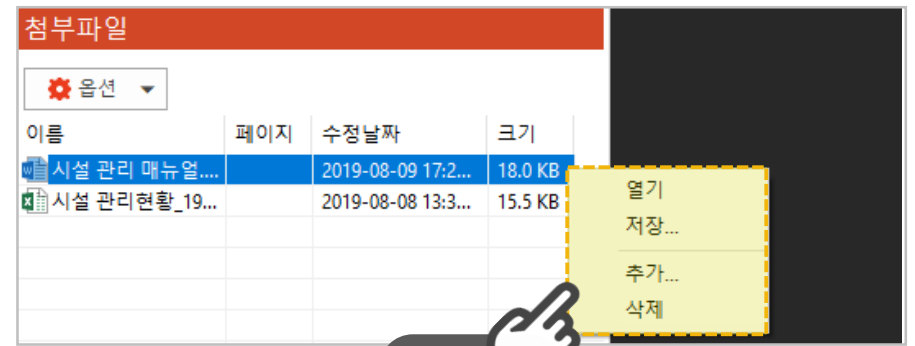 첨부파일
옵션
이름 페이지 수정날짜 크기
시설 관리 매뉴얼.... 2019-08-09 17:2... 18.0 KB
시설 관리현황_19... 2019-08-08 13:3... 15.5 KB
열기
저장...
추가...
삭제